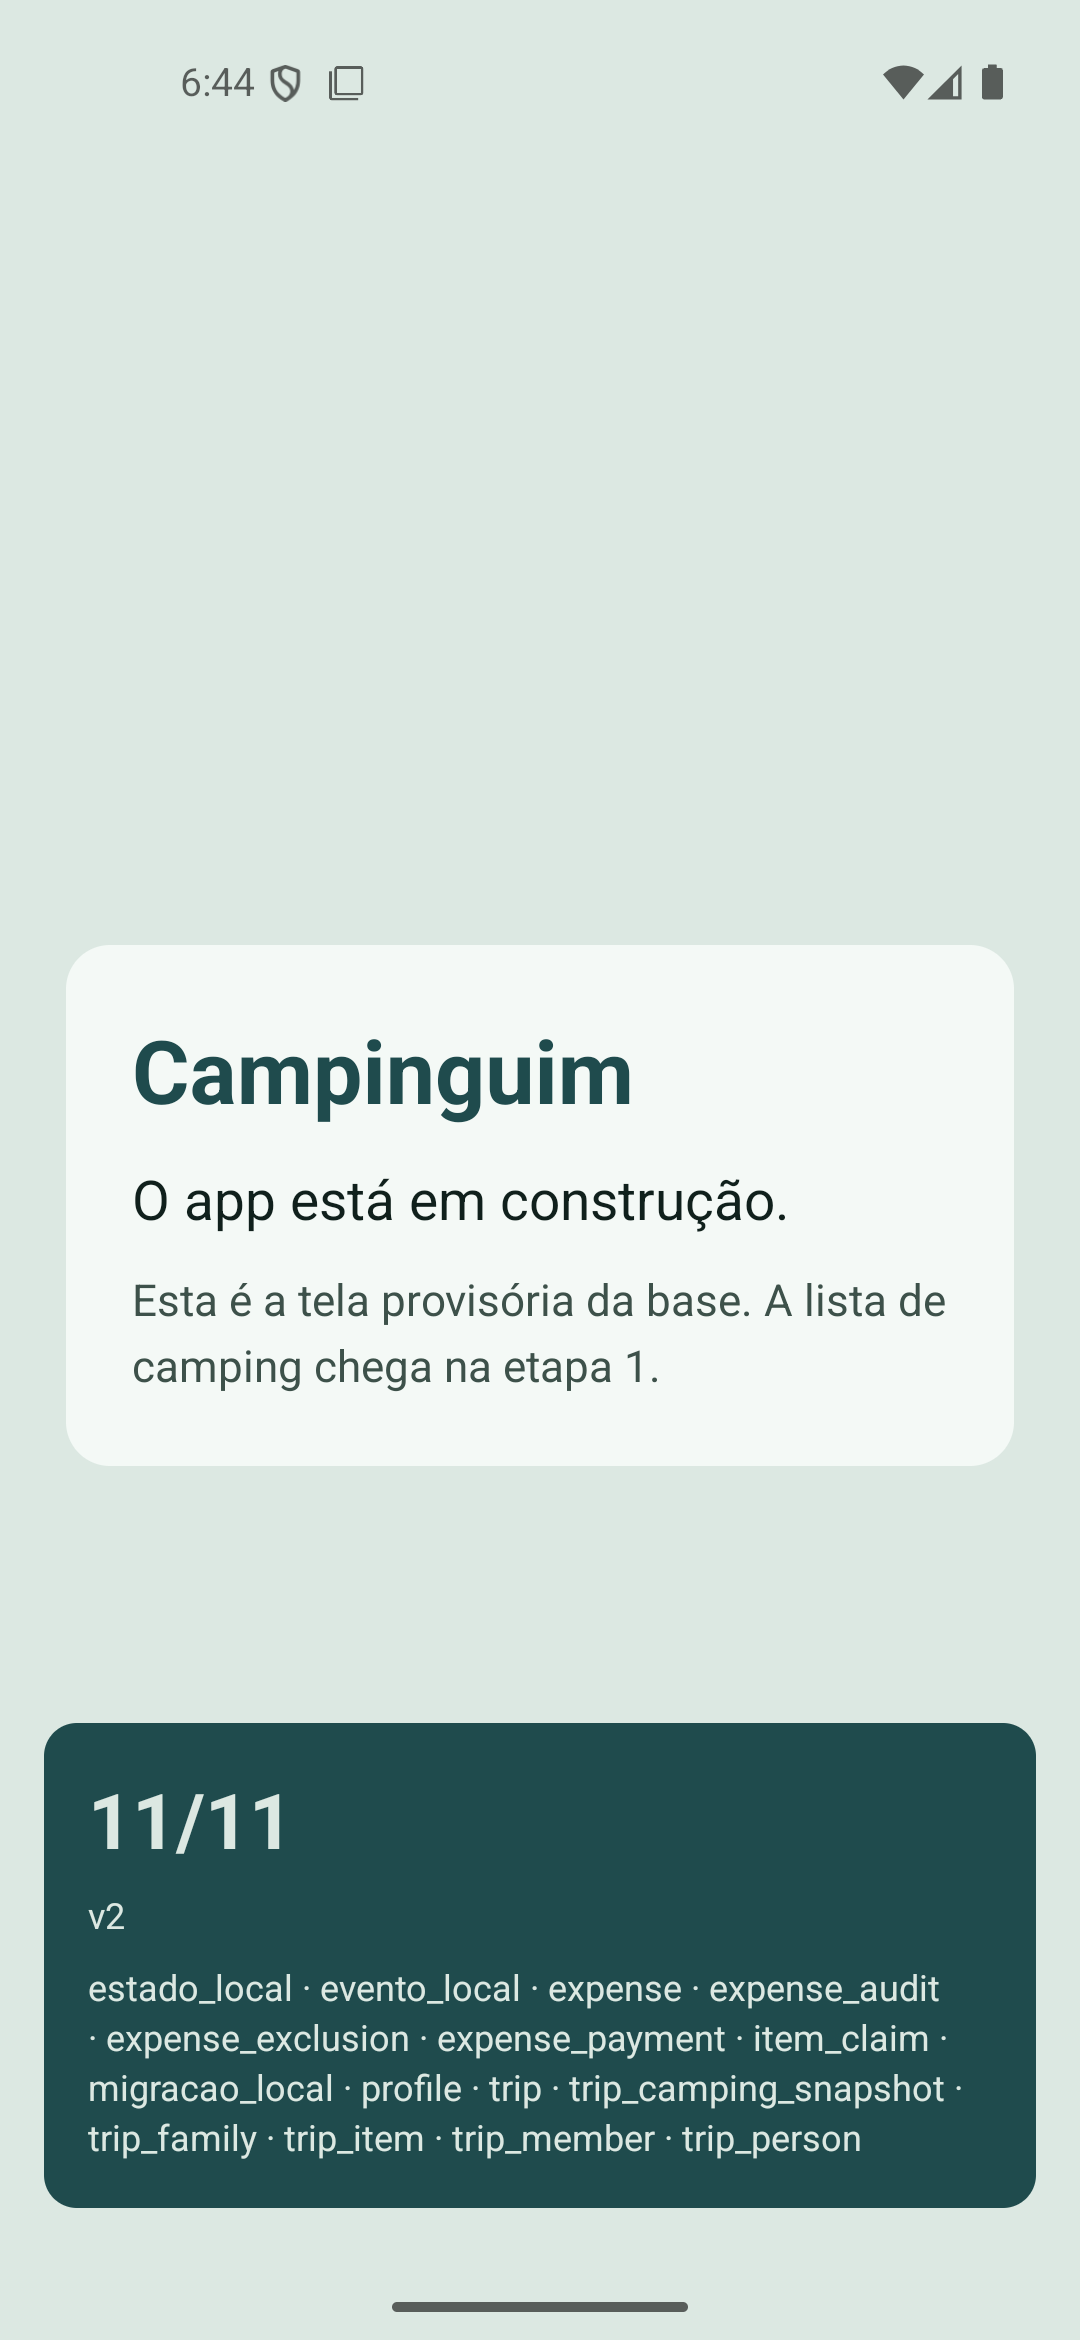 6:44
Campinguim
O app está em construção.
Esta é a tela provisória da base. A lista de
camping chega na etapa 1.
11/11
v2
estado_local · evento_local · expense · expense_audit
· expense_exclusion · expense_payment · item_claim ·
migracao_local · profile · trip · trip_camping_snapshot ·
trip_family · trip_item · trip_member · trip_person